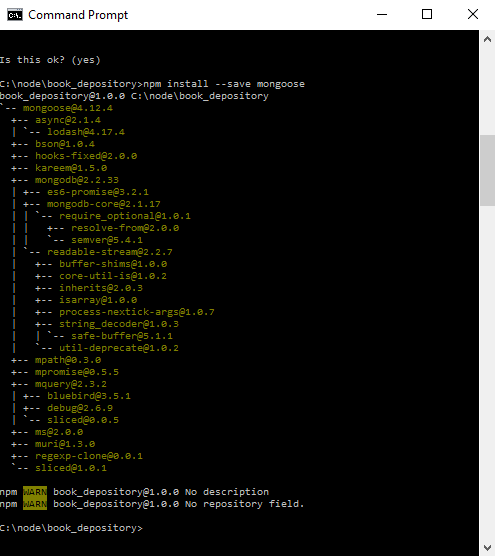 Command Prompt
Is this ok? (yes)
C:\node\book_depository>npm install --save mongoose
book_depository@1.0.0 C:\node\book_depository
`-- mongoose@4.12.4
  +-- async@2.1.4
  | `-- lodash@4.17.4
  +-- bson@1.0.4
  +-- hooks-fixed@2.0.0
  +-- kareem@1.5.0
  +-- mongodb@2.2.33
  | +-- es6-promise@3.2.1
  | +-- mongodb-core@2.1.17
  | | `-- require_optional@1.0.1
  | |   +-- resolve-from@2.0.0
  | |   `-- semver@5.4.1
  | `-- readable-stream@2.2.7
  |   +-- buffer-shims@1.0.0
  |   +-- core-util-is@1.0.2
  |   +-- inherits@2.0.3
  |   +-- isarray@1.0.0
  |   +-- process-nextick-args@1.0.7
  |   +-- string_decoder@1.0.3
  |   | `-- safe-buffer@5.1.1
  |   `-- util-deprecate@1.0.2
  +-- mpath@0.3.0
  +-- mpromise@0.5.5
  +-- mquery@2.3.2
  | +-- bluebird@3.5.1
  | +-- debug@2.6.9
  | `-- sliced@0.0.5
  +-- ms@2.0.0
  +-- muri@1.3.0
  +-- regexp-clone@0.0.1
  `-- sliced@1.0.1
npm WARN book_depository@1.0.0 No description
npm WARN book_depository@1.0.0 No repository field.
C:\node\book_depository>